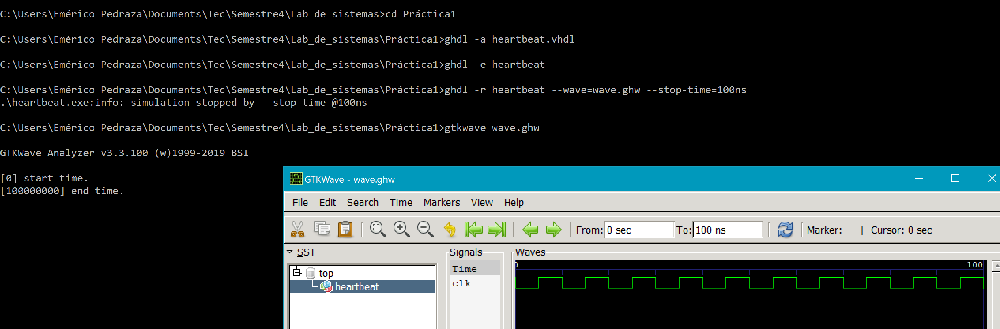 C:\Users\Emérico Pedraza\Documents\Tec\Semestre4\Lab_de_sistemas>cd Práctica1
C:\Users\Emérico Pedraza\Documents\Tec\Semestre4\Lab_de_sistemas\Práctica1>ghdl -a heartbeat.vhdl
C:\Users\Emérico Pedraza\Documents\Tec\Semestre4\Lab_de_sistemas\Práctica1>ghdl -e heartbeat
C:\Users\Emérico Pedraza\Documents\Tec\Semestre4\Lab_de_sistemas\Práctica1>ghdl -r heartbeat --wave=wave.ghw --stop-time=100ns
.\heartbeat.exe:info: simulation stopped by --stop-time @100ns
C:\Users\Emérico Pedraza\Documents\Tec\Semestre4\Lab_de_sistemas\Práctica1>gtkwave wave.ghw
GTKWave Analyzer v3.3.100 (w)1999-2019 BSI
[0] start time.
[100000000] end time.
GTKWave - wave.ghw
File Edit Search Time Markers View Help
From: 0 sec To: 100 ns Marker: -- | Cursor: 0 sec
SST
top
heartbeat
Signals
Time
clk
Waves
0 100